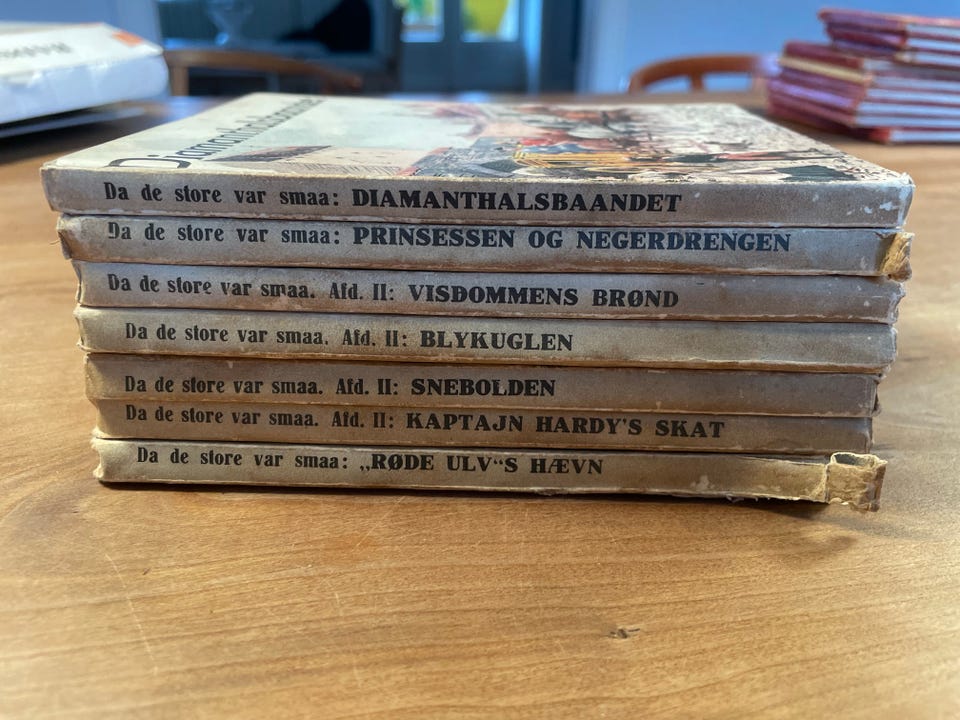 Diamanthalsbaandet
Da de store var smaa: DIAMANTHALSBAANDET
Da de store var smaa: PRINSESSEN OG NEGERDRENGEN
Da de store var smaa. Afd. II: VISDOMMENS BRØND
Da de store var smaa. Afd. II: BLYKUGLEN
Da de store var smaa. Afd. II: SNEBOLDEN
Da de store var smaa. Afd. II: KAPTAJN HARDY'S SKAT
Da de store var smaa: „RØDE ULV“S HÆVN